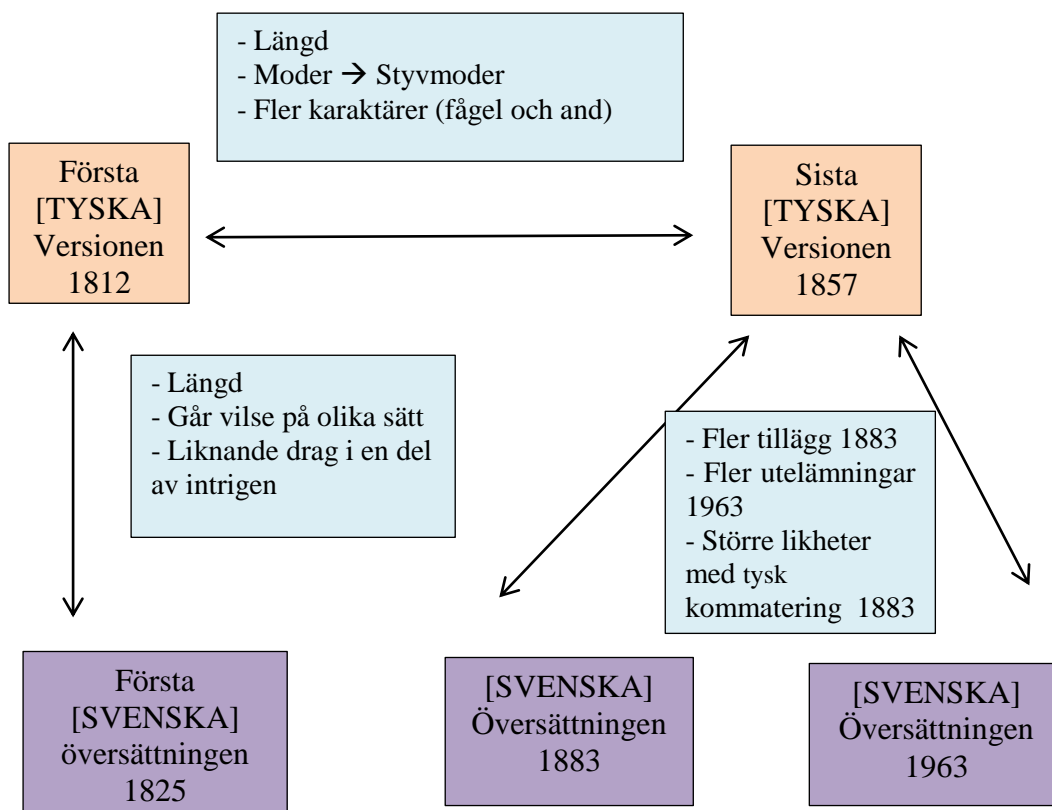 - Längd
- Moder → Styvmoder
- Fler karaktärer (fågel och and)
Första
[TYSKA]
Versionen
1812
Sista
[TYSKA]
Versionen
1857
- Längd
- Går vilse på olika sätt
- Liknande drag i en del
av intrigen
- Fler tillägg 1883
- Fler utelämningar
1963
- Större likheter
med tysk
kommatering 1883
Första
[SVENSKA]
översättningen
1825
[SVENSKA]
Översättningen
1883
[SVENSKA]
Översättningen
1963